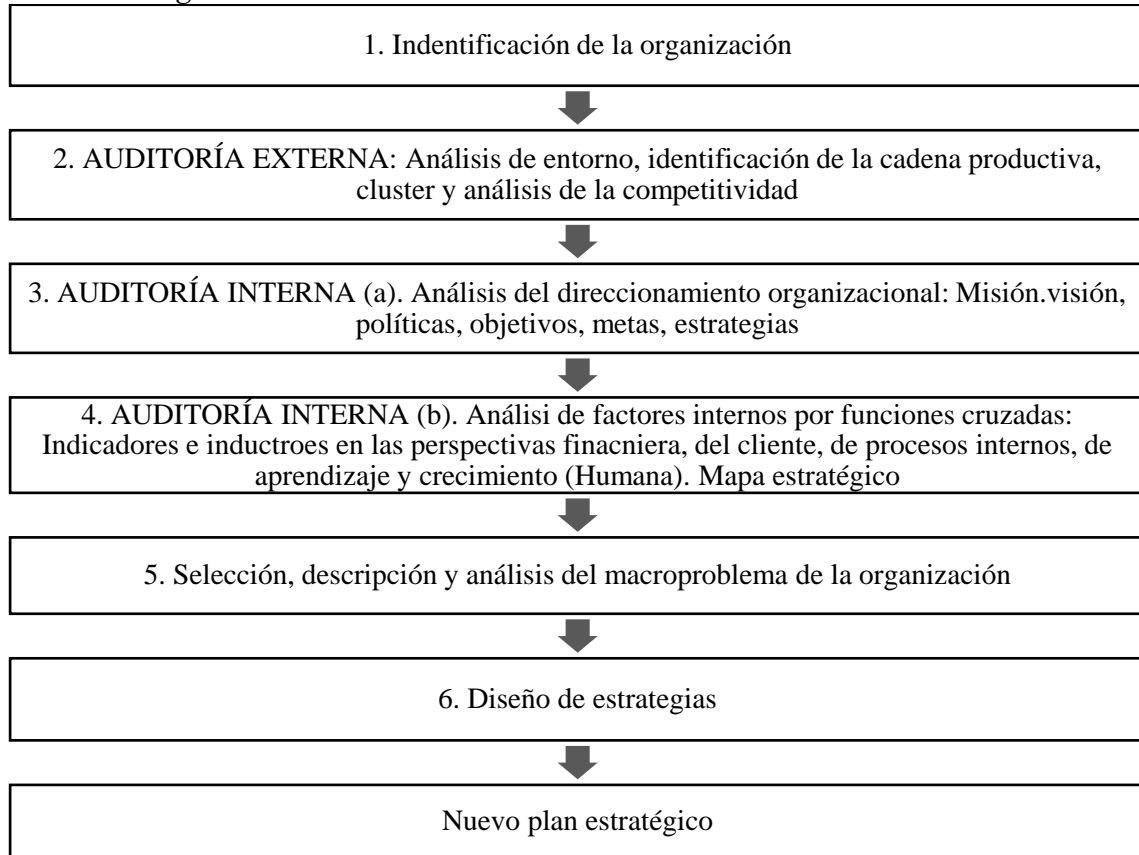 1. Indentificación de la organización
2. AUDITORÍA EXTERNA: Análisis de entorno, identificación de la cadena productiva,
cluster y análisis de la competitividad
3. AUDITORÍA INTERNA (a). Análisis del direccionamiento organizacional: Misión.visión,
políticas, objetivos, metas, estrategias
4. AUDITORÍA INTERNA (b). Análisi de factores internos por funciones cruzadas:
Indicadores e inductroes en las perspectivas finacniera, del cliente, de procesos internos, de
aprendizaje y crecimiento (Humana). Mapa estratégico
5. Selección, descripción y análisis del macroproblema de la organización
6. Diseño de estrategias
Nuevo plan estratégico